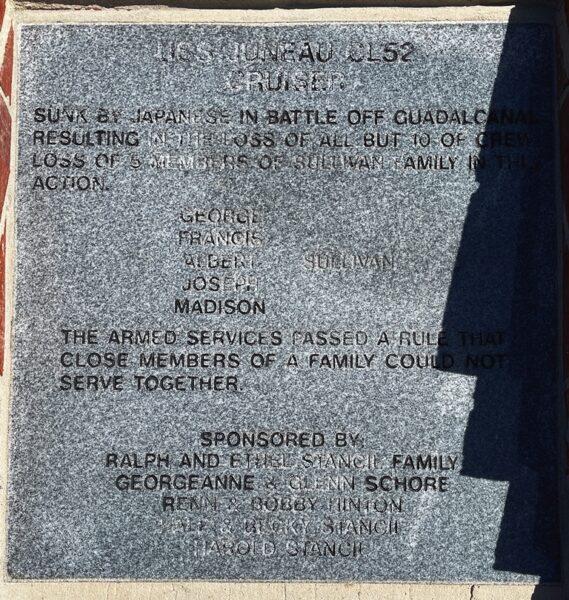 USS JUNEAU CL52
CRUISER
SUNK BY JAPANESE IN BATTLE OFF GUADALCANAL
RESULTING IN THE LOSS OF ALL BUT 10 OF CREW.
LOSS OF 5 MEMBERS OF SULLIVAN FAMILY IN THIS
ACTION.
GEORGE
FRANCIS
ALBERT SULLIVAN
JOSEPH
MADISON
THE ARMED SERVICES PASSED A RULE THAT
CLOSE MEMBERS OF A FAMILY COULD NOT
SERVE TOGETHER.
SPONSORED BY:
RALPH AND ETHEL STANCIL FAMILY
GEORGEANNE & GLENN SCHORE
RENN & BOBBY HINTON
& BECKY STANCIL
HAROLD STANCIL